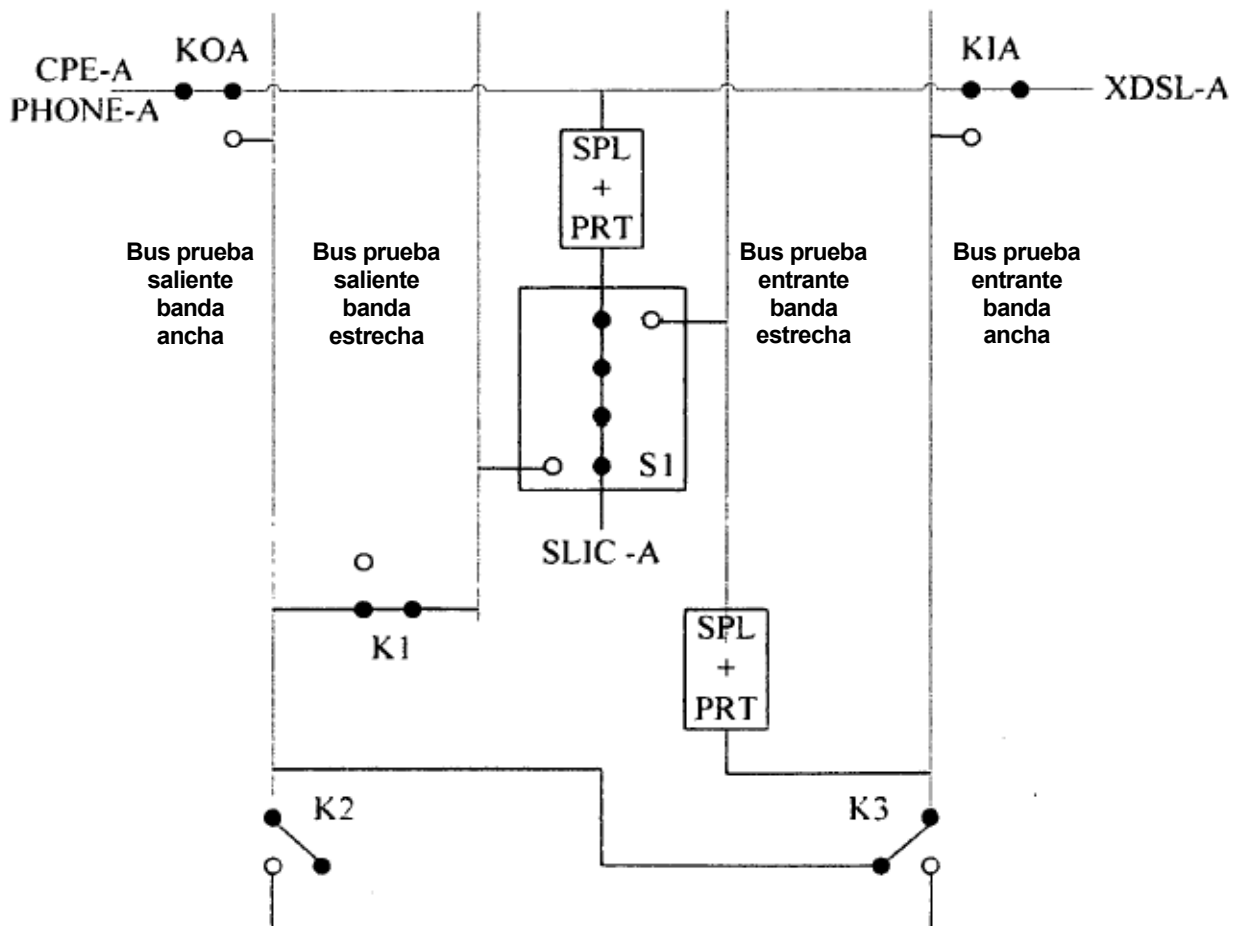 KOA
KIA
CPE-A
PHONE-A
XDSL-A
SPL
+
PRT
Bus prueba
saliente
banda
ancha
Bus prueba
saliente
banda
estrecha
Bus prueba
entrante
banda
estrecha
Bus prueba
entrante
banda
ancha
S1
SLIC -A
K1
SPL
+
PRT
K2
K3